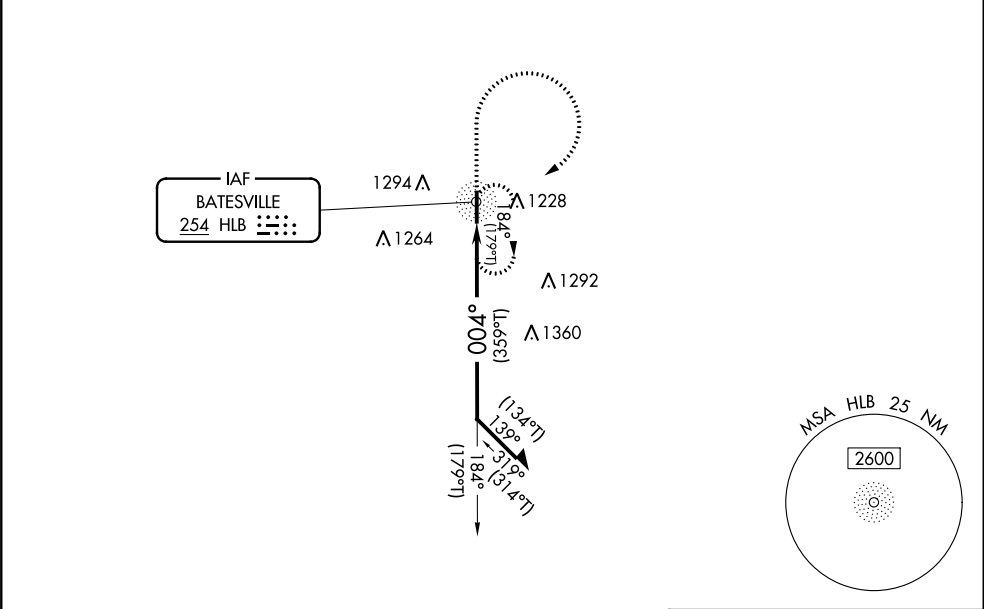 IAF
BATESVILLE
254 HLB
1294
1228
1264
184°
(179°T)
1292
1360
004°
(359°T)
(134°T)
139°
319°
(314°T)
184°
(179°T)
MSA HLB 25 NM
2600